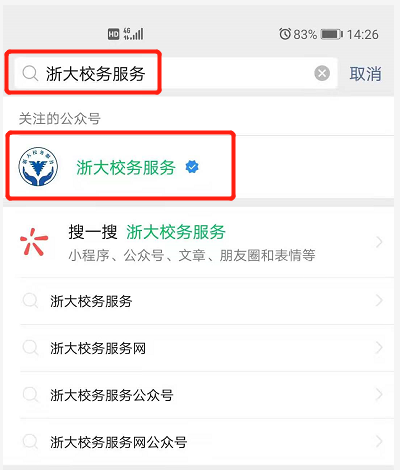 HD 4G 83% 14:26
浙大校务服务 取消
关注的公众号
浙大校务服务
搜一搜 浙大校务服务
小程序、公众号、文章、朋友圈和表情等
浙大校务服务
浙大校务服务网
浙大校务服务公众号
浙大校务服务网公众号